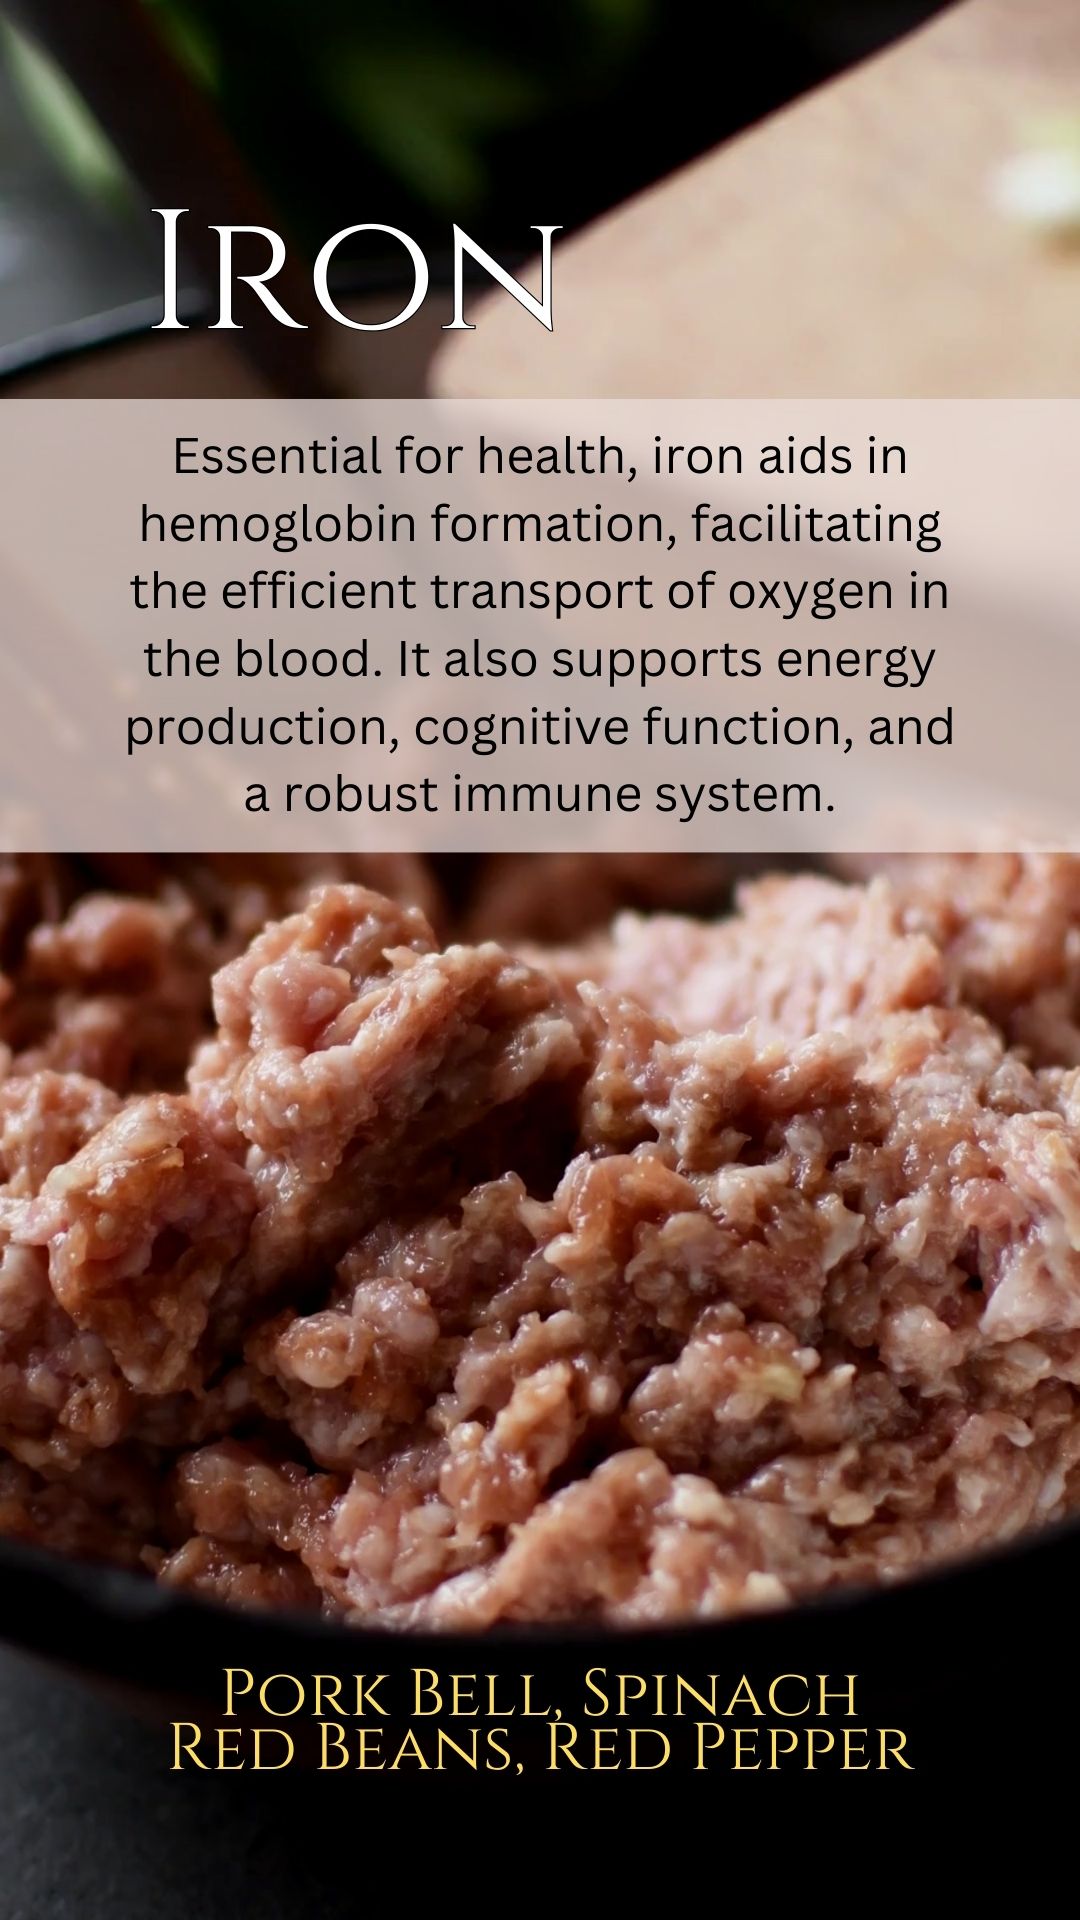 Iron
Essential for health, iron aids in
hemoglobin formation, facilitating
the efficient transport of oxygen in
the blood. It also supports energy
production, cognitive function, and
a robust immune system.
Pork Bell, Spinach
Red Beans, Red Pepper